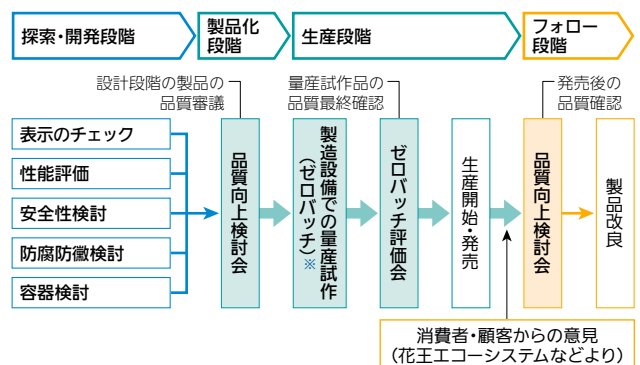 探索・開発段階
製品化
段階
生産段階
フォロー
段階
設計段階の製品の
品質審議
量産試作品の
品質最終確認
発売後の
品質確認
表示のチェック
性能評価
安全性検討
防腐防黴検討
容器検討
品質向上検討会
製造設備での量産試作
（ゼロバッチ）※
ゼロバッチ評価会
生産開始・発売
品質向上検討会
製品改良
消費者・顧客からの意見
（花王エコーシステムなどより）